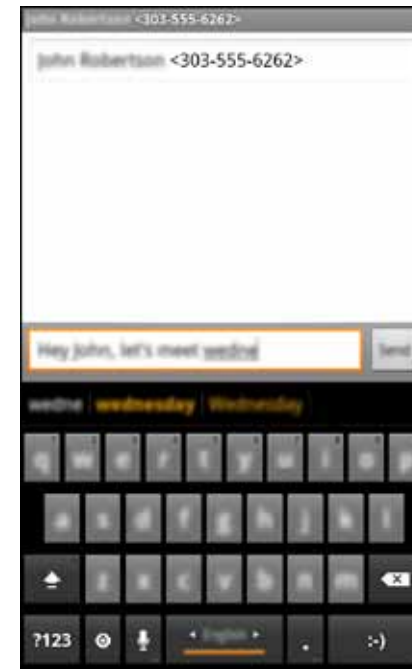 John Robertson <303-555-6262>
John Robertson <303-555-6262>
Hey John, let's meet wedne
Send
wedne wednesday Wednesday
q w e r t y u i o p
a s d f g h j k l
z x c v b n m
?123 English . :-)